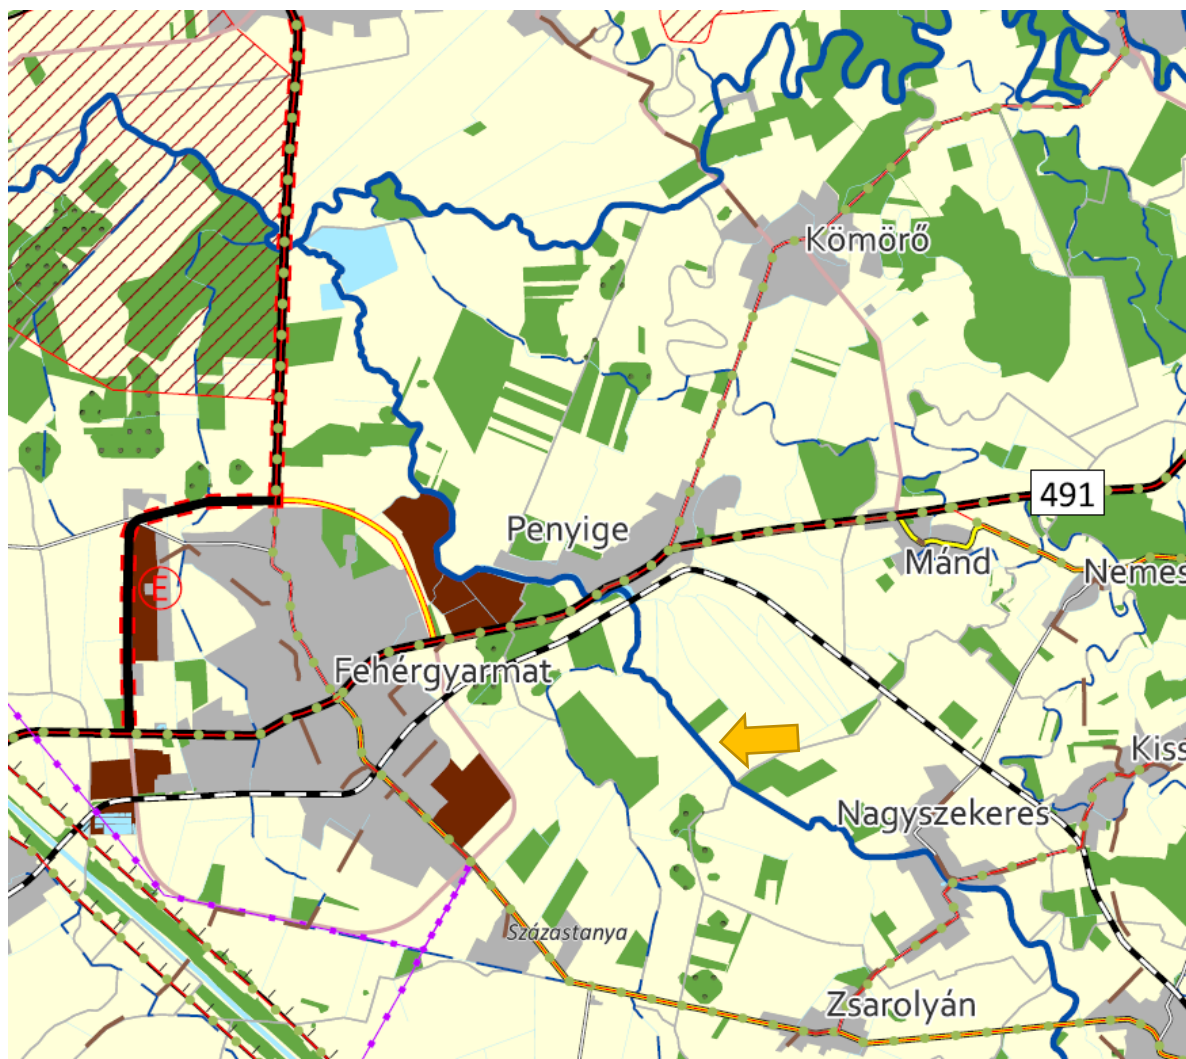 Kömörő
491
Penyige
Mánd
Nemes
E
Fehérgyarmat
Kiss
Nagyszekeres
Százastanya
Zsarolyán